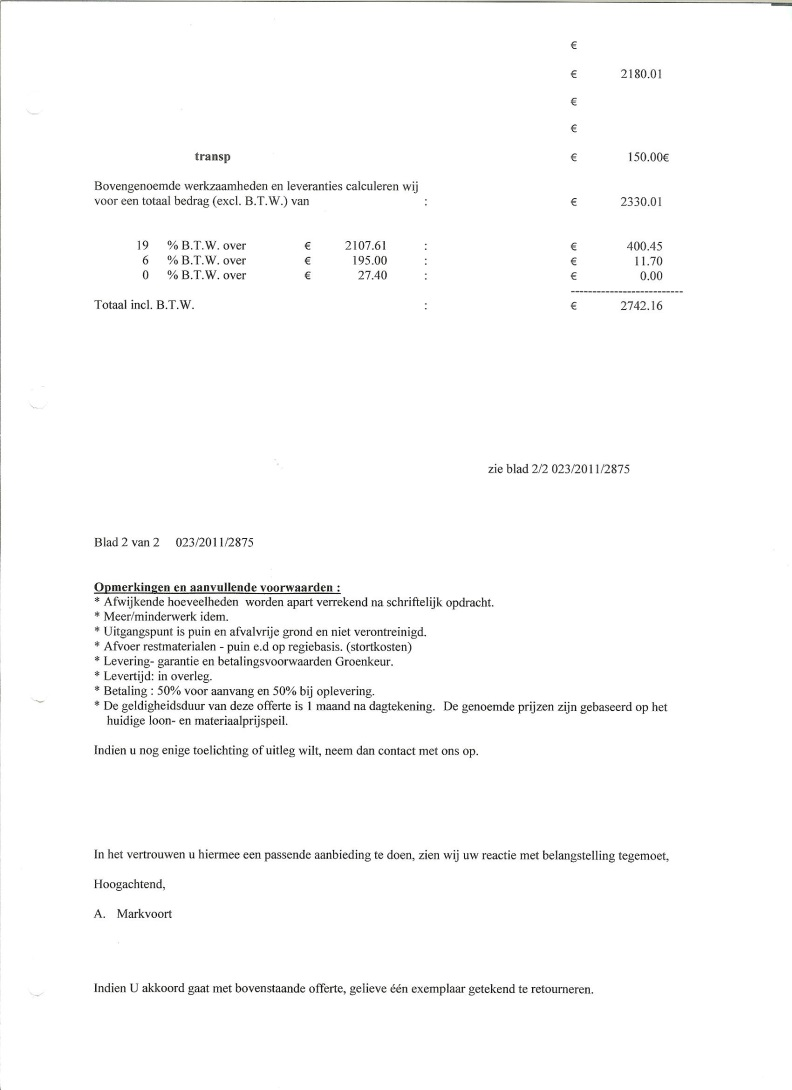 €
€ 2180.01
€
€
transp € 150.00€
Bovengenoemde werkzaamheden en leveranties calculeren wij
voor een totaal bedrag (excl. B.T.W.) van : € 2330.01
19 % B.T.W. over € 2107.61 : € 400.45
6 % B.T.W. over € 195.00 : € 11.70
0 % B.T.W. over € 27.40 : € 0.00
--------------------------
Totaal incl. B.T.W. : € 2742.16
zie blad 2/2 023/2011/2875
Blad 2 van 2 023/2011/2875
Opmerkingen en aanvullende voorwaarden :
* Afwijkende hoeveelheden worden apart verrekend na schriftelijk opdracht.
* Meer/minderwerk idem.
* Uitgangspunt is puin en afvalvrije grond en niet verontreinigd.
* Afvoer restmaterialen - puin e.d op regiebasis. (stortkosten)
* Levering- garantie en betalingsvoorwaarden Groenkeur.
* Levertijd: in overleg.
* Betaling : 50% voor aanvang en 50% bij oplevering.
* De geldigheidsduur van deze offerte is 1 maand na dagtekening. De genoemde prijzen zijn gebaseerd op het
huidige loon- en materiaalprijspeil.
Indien u nog enige toelichting of uitleg wilt, neem dan contact met ons op.
In het vertrouwen u hiermee een passende aanbieding te doen, zien wij uw reactie met belangstelling tegemoet,
Hoogachtend,
A. Markvoort
Indien U akkoord gaat met bovenstaande offerte, gelieve één exemplaar getekend te retourneren.